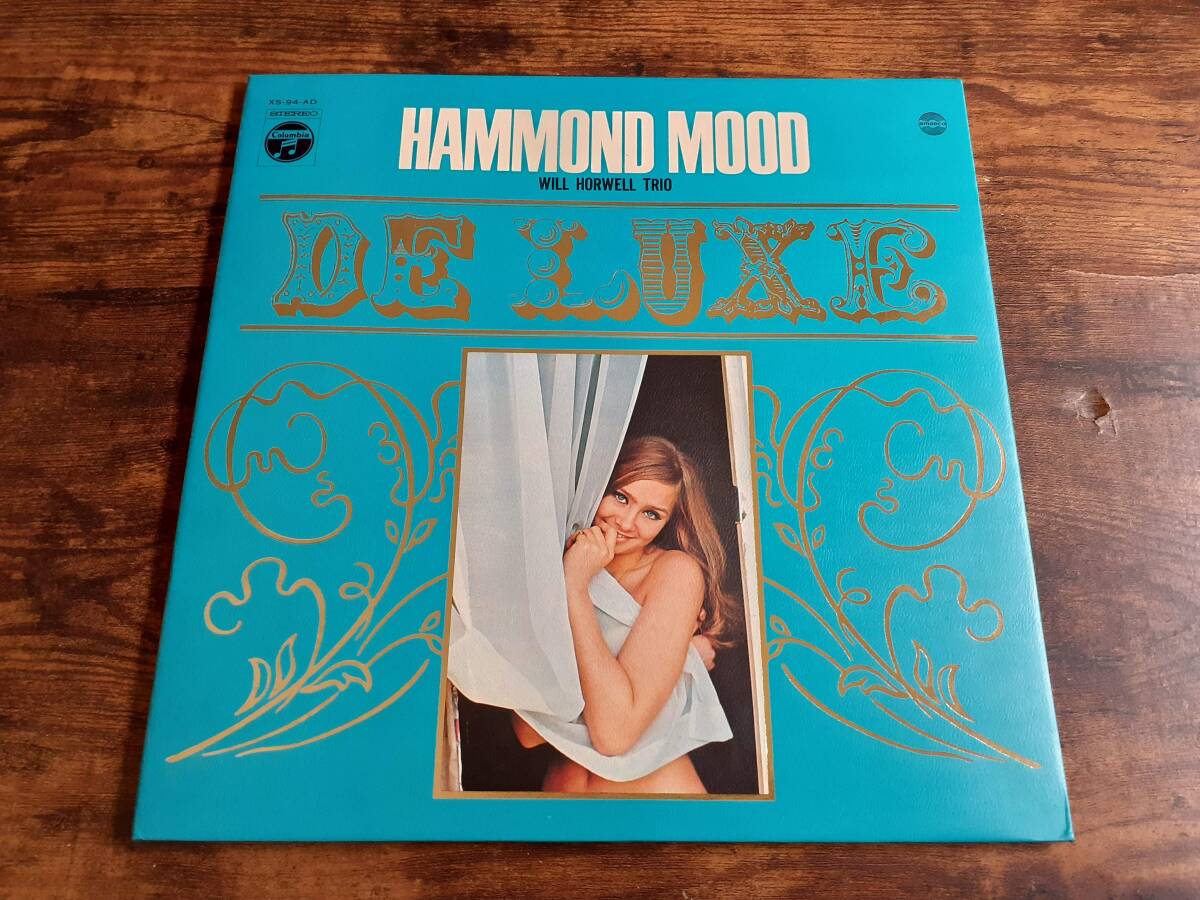 XS-94-AD
STEREO
Columbia
HAMMOND MOOD
WILL HORWELL TRIO
DE LUXE